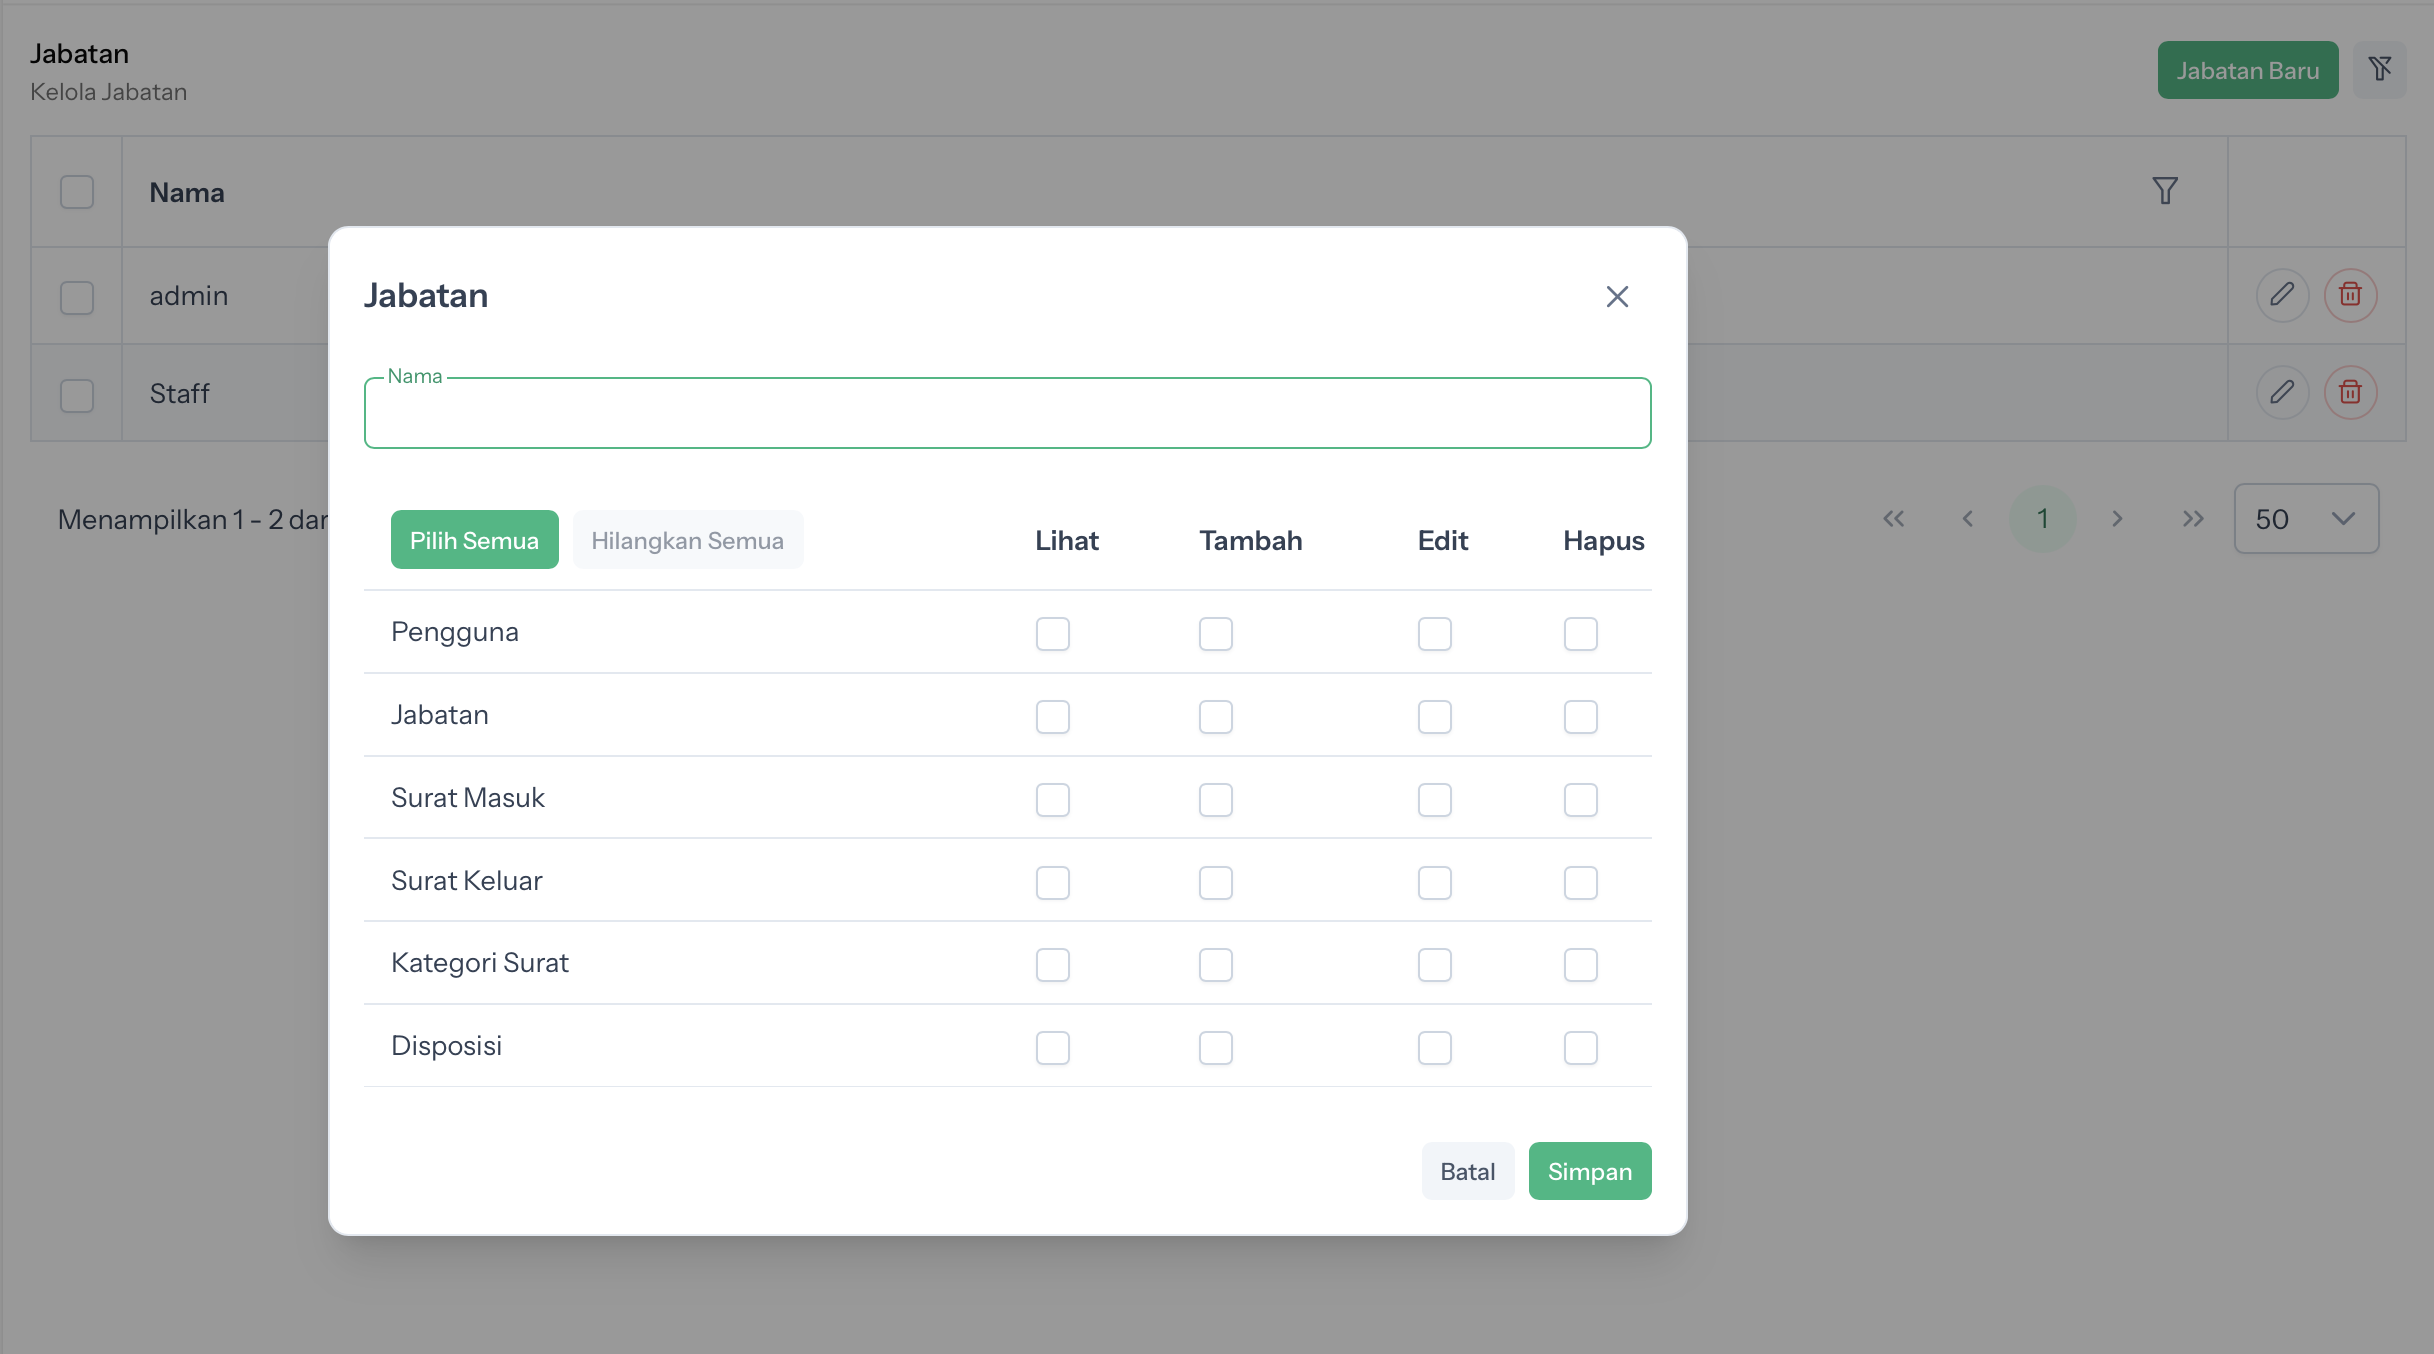 Jabatan
Kelola Jabatan
Jabatan Baru
Nama
admin
Staff
Menampilkan 1 - 2
1
50
Jabatan
Nama
Pilih Semua Hilangkan Semua Lihat Tambah Edit Hapus
Pengguna
Jabatan
Surat Masuk
Surat Keluar
Kategori Surat
Disposisi
Batal Simpan